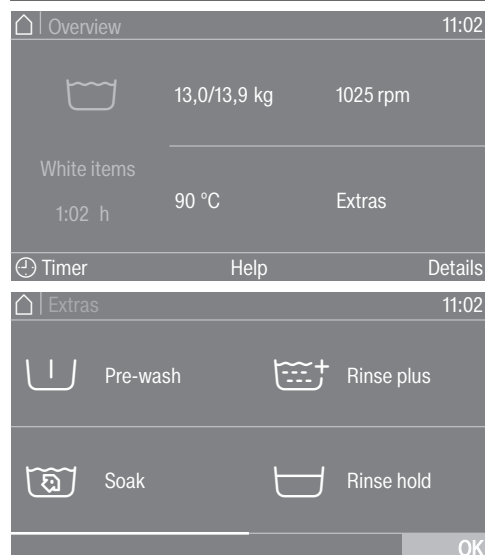 Overview 11:02
13,0/13,9 kg 1025 rpm
White items
1:02 h
90 °C Extras
Timer Help Details
Extras 11:02
Pre-wash Rinse plus
Soak Rinse hold
OK